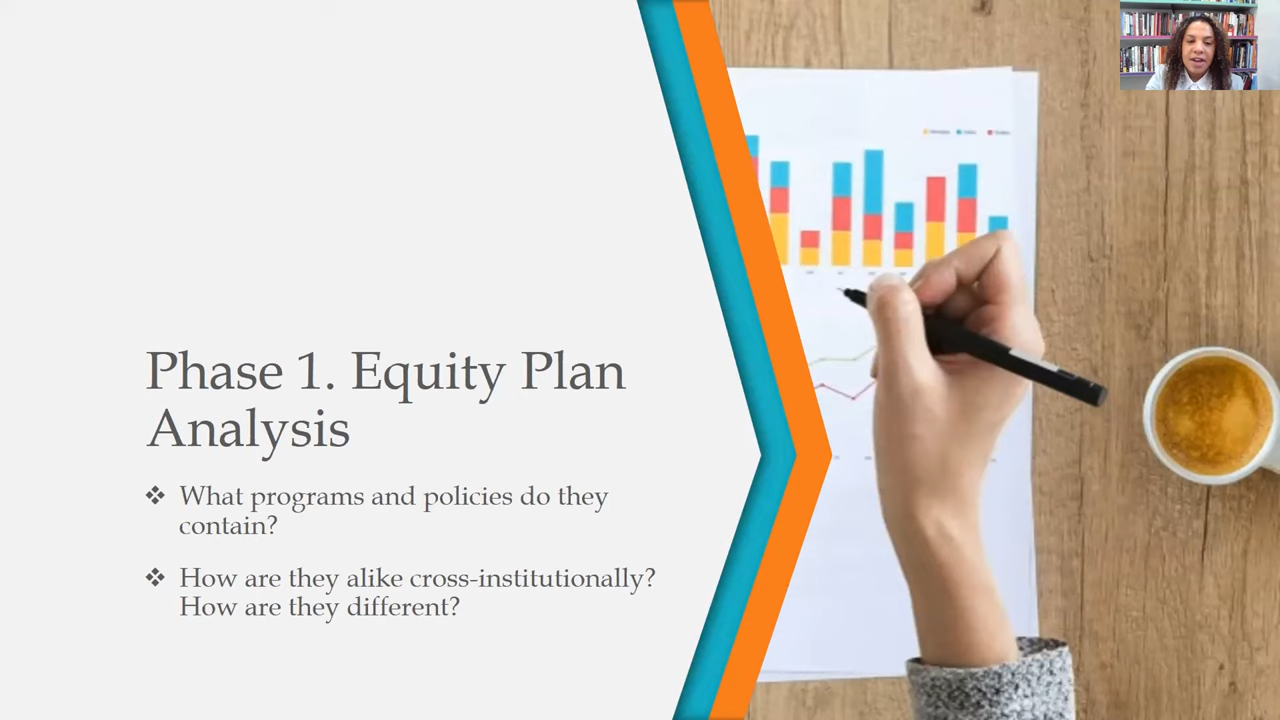 Phase 1. Equity Plan
Analysis
❖ What programs and policies do they
contain?
❖ How are they alike cross-institutionally?
How are they different?